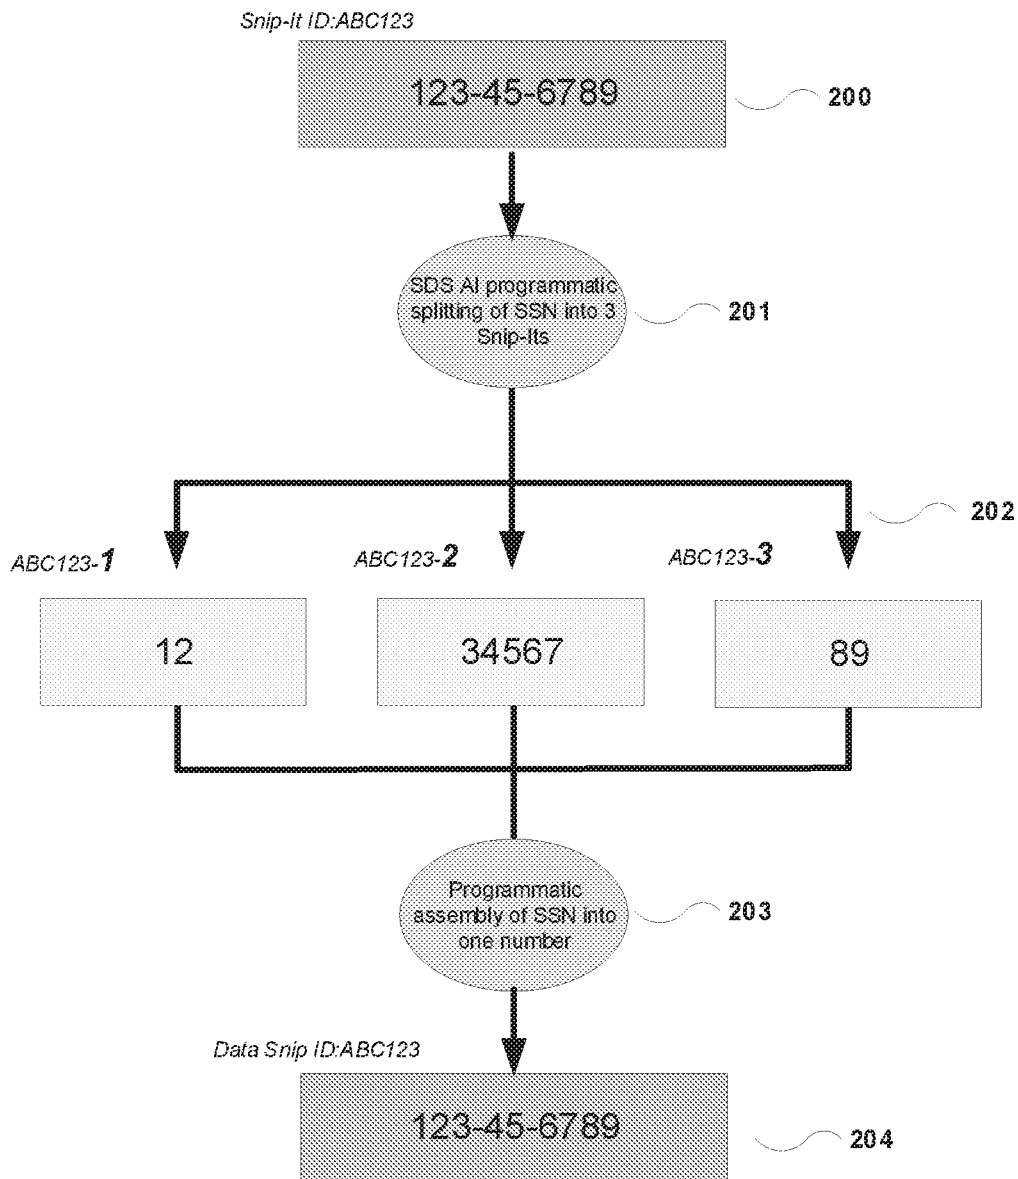 Snip-It ID:ABC123
123-45-6789
200
SDS AI programmatic
splitting of SSN into 3
Snip-Its
201
202
ABC123-1
ABC123-2
ABC123-3
12
34567
89
Programmatic
assembly of SSN into
one number
203
Data Snip ID:ABC123
123-45-6789
204